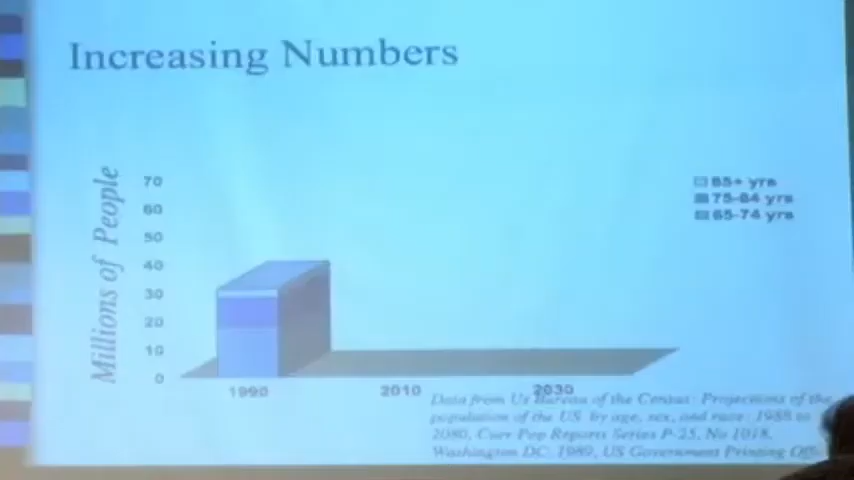 Increasing Numbers
Millions of People
70
60
50
40
30
20
10
0
1990
2010
2030
85+ yrs
75-84 yrs
65-74 yrs
Data from Us Bureau of the Census: Projections of the
population of the US by age, sex, and race: 1988 to
2080, Curr Pop Reports Series P-25, No 1018,
Washington DC: 1989, US Government Printing Off